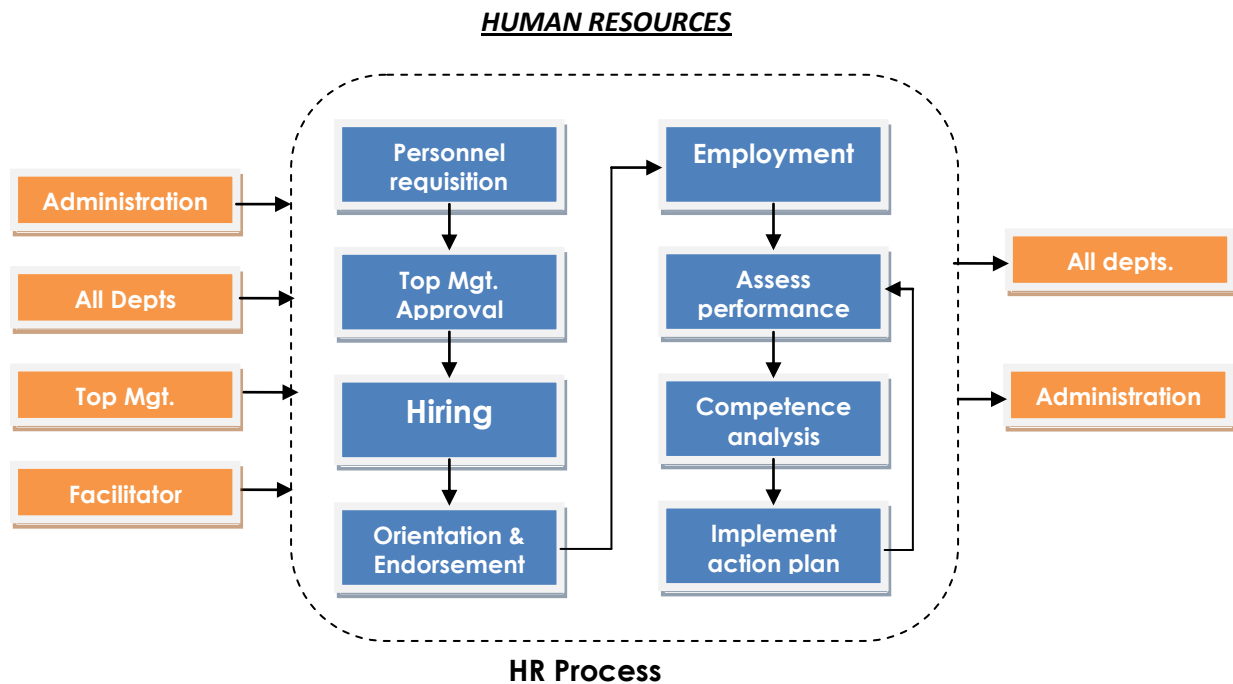 HUMAN RESOURCES
Administration
All Depts
Top Mgt.
Facilitator
Personnel
requisition
Top Mgt.
Approval
Hiring
Orientation &
Endorsement
Employment
Assess
performance
Competence
analysis
Implement
action plan
All depts.
Administration
HR Process